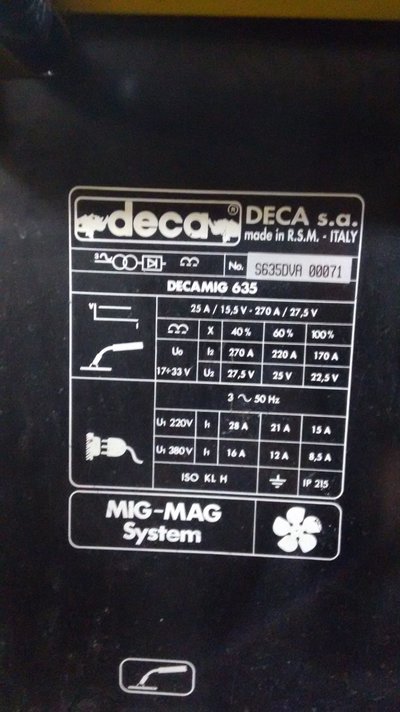 deca® DECA s.a.
made in R.S.M. - ITALY
No. S635DVA 00071
DECAMIG 635
25 A / 15,5 V - 270 A / 27,5 V
X 40% 60% 100%
U0 I2 270 A 220 A 170 A
17÷33 V U2 27,5 V 25 V 22,5 V
3 ~ 50 Hz
U1 220V I1 28 A 21 A 15 A
U1 380V I1 16 A 12 A 8,5 A
ISO KL H IP 21S
MIG-MAG
System